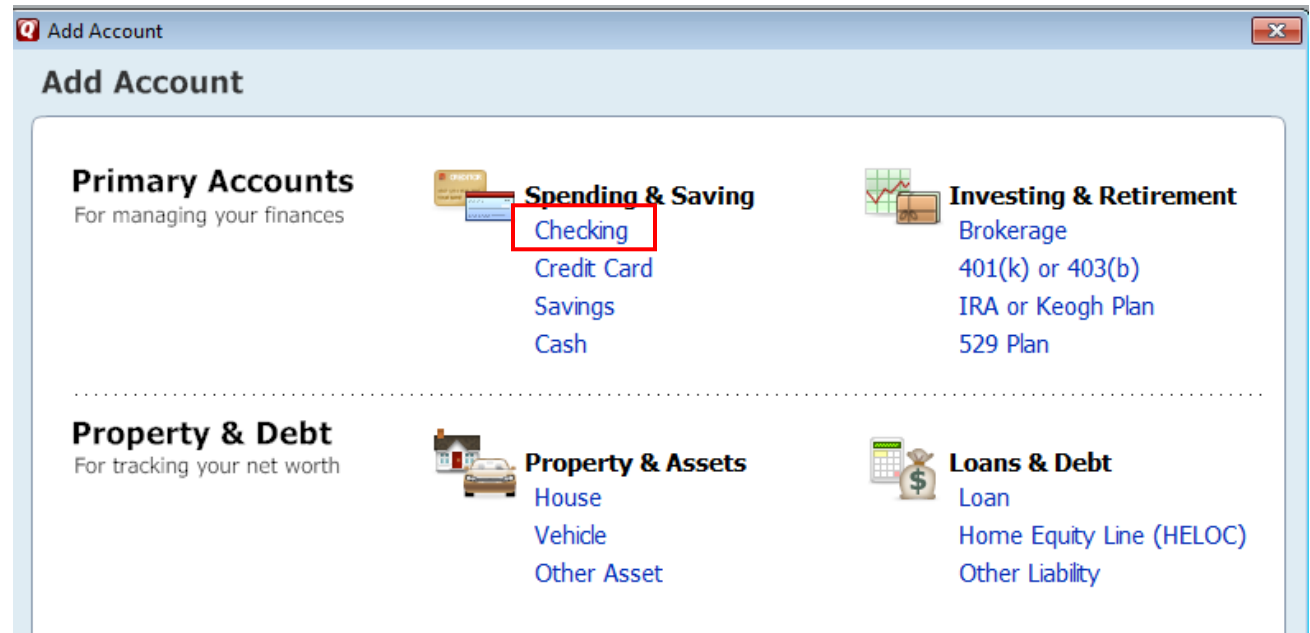 Add Account
Add Account
Primary Accounts
For managing your finances
Spending & Saving
Checking
Credit Card
Savings
Cash
Investing & Retirement
Brokerage
401(k) or 403(b)
IRA or Keogh Plan
529 Plan
Property & Debt
For tracking your net worth
Property & Assets
House
Vehicle
Other Asset
Loans & Debt
Loan
Home Equity Line (HELOC)
Other Liability